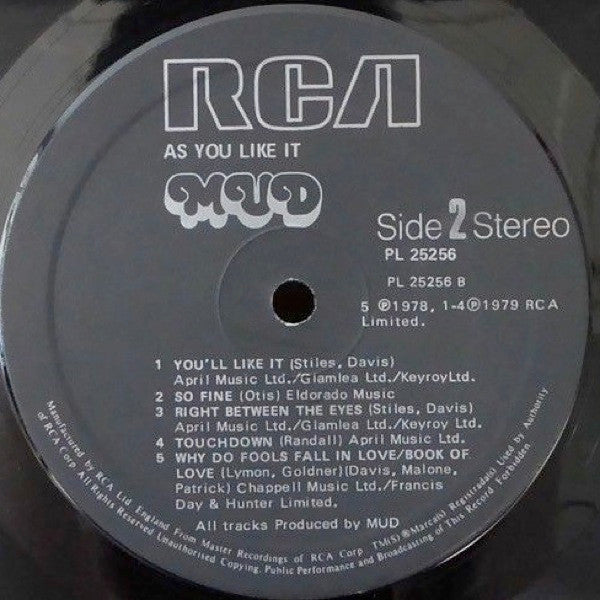 RCA
AS YOU LIKE IT
MUD
Side 2 Stereo
PL 25256
PL 25256 B
5 ℗1978, 1-4℗1979 RCA
Limited.
1 YOU'LL LIKE IT (Stiles, Davis)
April Music Ltd./Glamlea Ltd./Keyroy Ltd.
2 SO FINE (Otis) Eldorado Music
3 RIGHT BETWEEN THE EYES (Stiles, Davis)
April Music Ltd./Glamlea Ltd./Keyroy Ltd.
4 TOUCHDOWN (Randall) April Music Ltd.
5 WHY DO FOOLS FALL IN LOVE/BOOK OF
LOVE (Lymon, Goldner)(Davis, Malone,
Patrick) Chappell Music Ltd./Francis
Day & Hunter Limited.
All tracks Produced by MUD
Manufactured by RCA Ltd England From Master Recordings of RCA Corp TM(S) ®Marca(s) Registrada(s) Used by Authority
of RCA Corp All Rights Reserved Unauthorised Copying, Public Performance and Broadcasting of This Record Forbidden